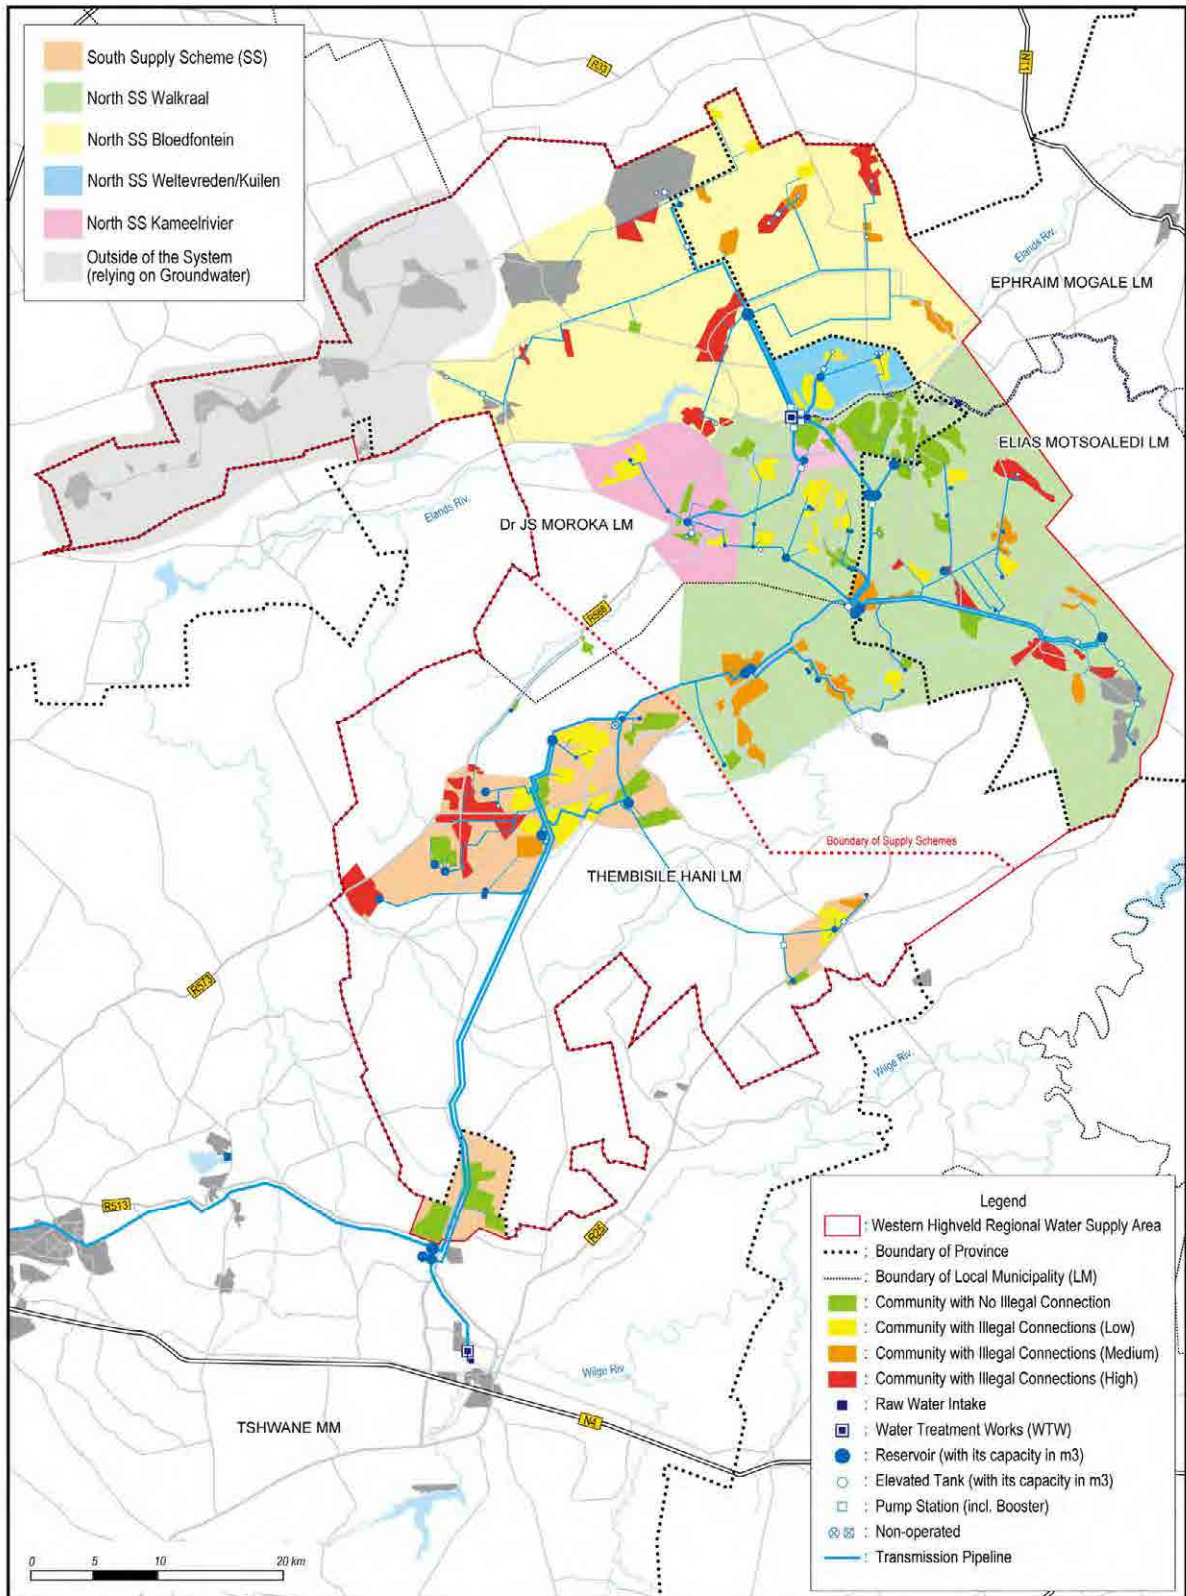 South Supply Scheme (SS)
North SS Walkraal
North SS Bloedfontein
North SS Weltevreden/Kuilen
North SS Kameelrivier
Outside of the System
(relying on Groundwater)
R33
N11
Elands Riv.
EPHRAIM MOGALE LM
ELIAS MOTSOALEDI LM
Elands Riv.
Dr JS MOROKA LM
R568
Boundary of Supply Schemes
THEMBISILE HANI LM
R573
Wilge Riv.
R513
R25
Wilge Riv.
N4
TSHWANE MM
0 5 10 20 km
Legend
: Western Highveld Regional Water Supply Area
: Boundary of Province
: Boundary of Local Municipality (LM)
: Community with No Illegal Connection
: Community with Illegal Connections (Low)
: Community with Illegal Connections (Medium)
: Community with Illegal Connections (High)
: Raw Water Intake
: Water Treatment Works (WTW)
: Reservoir (with its capacity in m3)
: Elevated Tank (with its capacity in m3)
: Pump Station (incl. Booster)
: Non-operated
: Transmission Pipeline